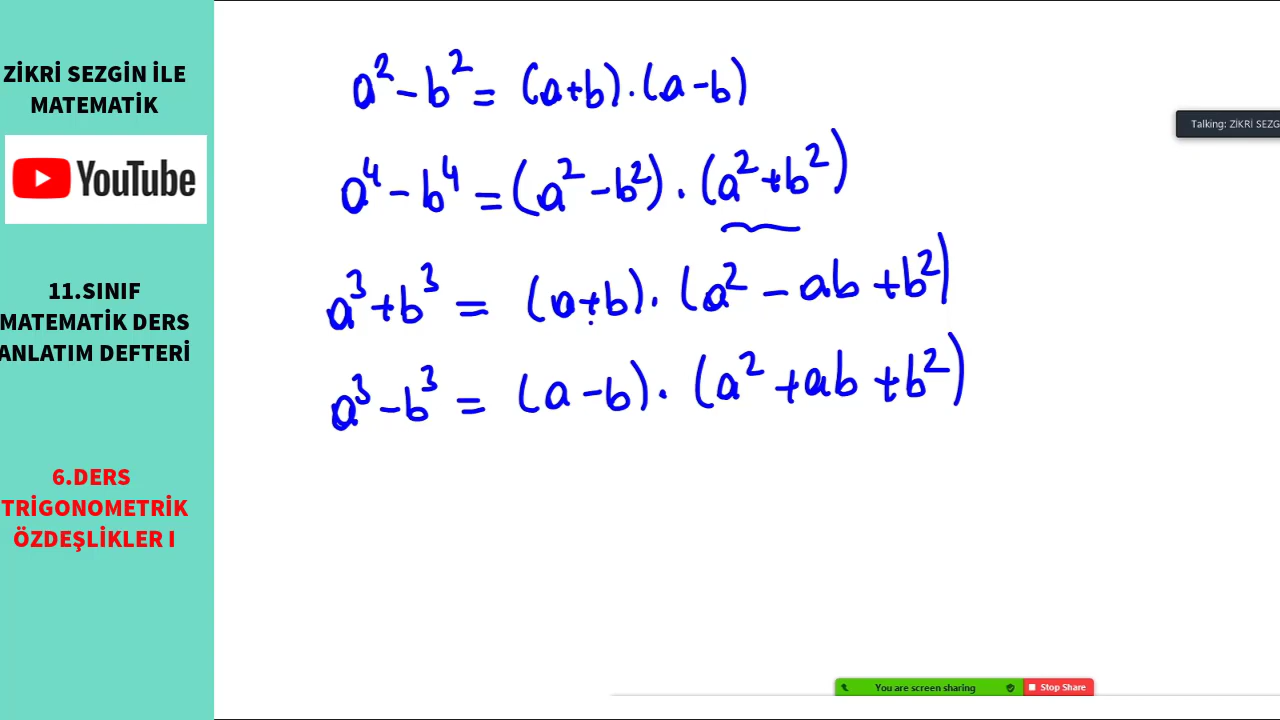 ZİKRİ SEZGİN İLE
MATEMATİK
YouTube
11.SINIF
MATEMATİK DERS
ANLATIM DEFTERİ
6.DERS
TRİGONOMETRİK
ÖZDEŞLİKLER I
a² - b² = (a+b).(a-b)
a⁴ - b⁴ = (a² - b²) . (a² + b²)
a³ + b³ = (a+b). (a² - ab + b²)
a³ - b³ = (a - b). (a² + ab + b²)
Talking: ZİKRİ SEZG
You are screen sharing
Stop Share